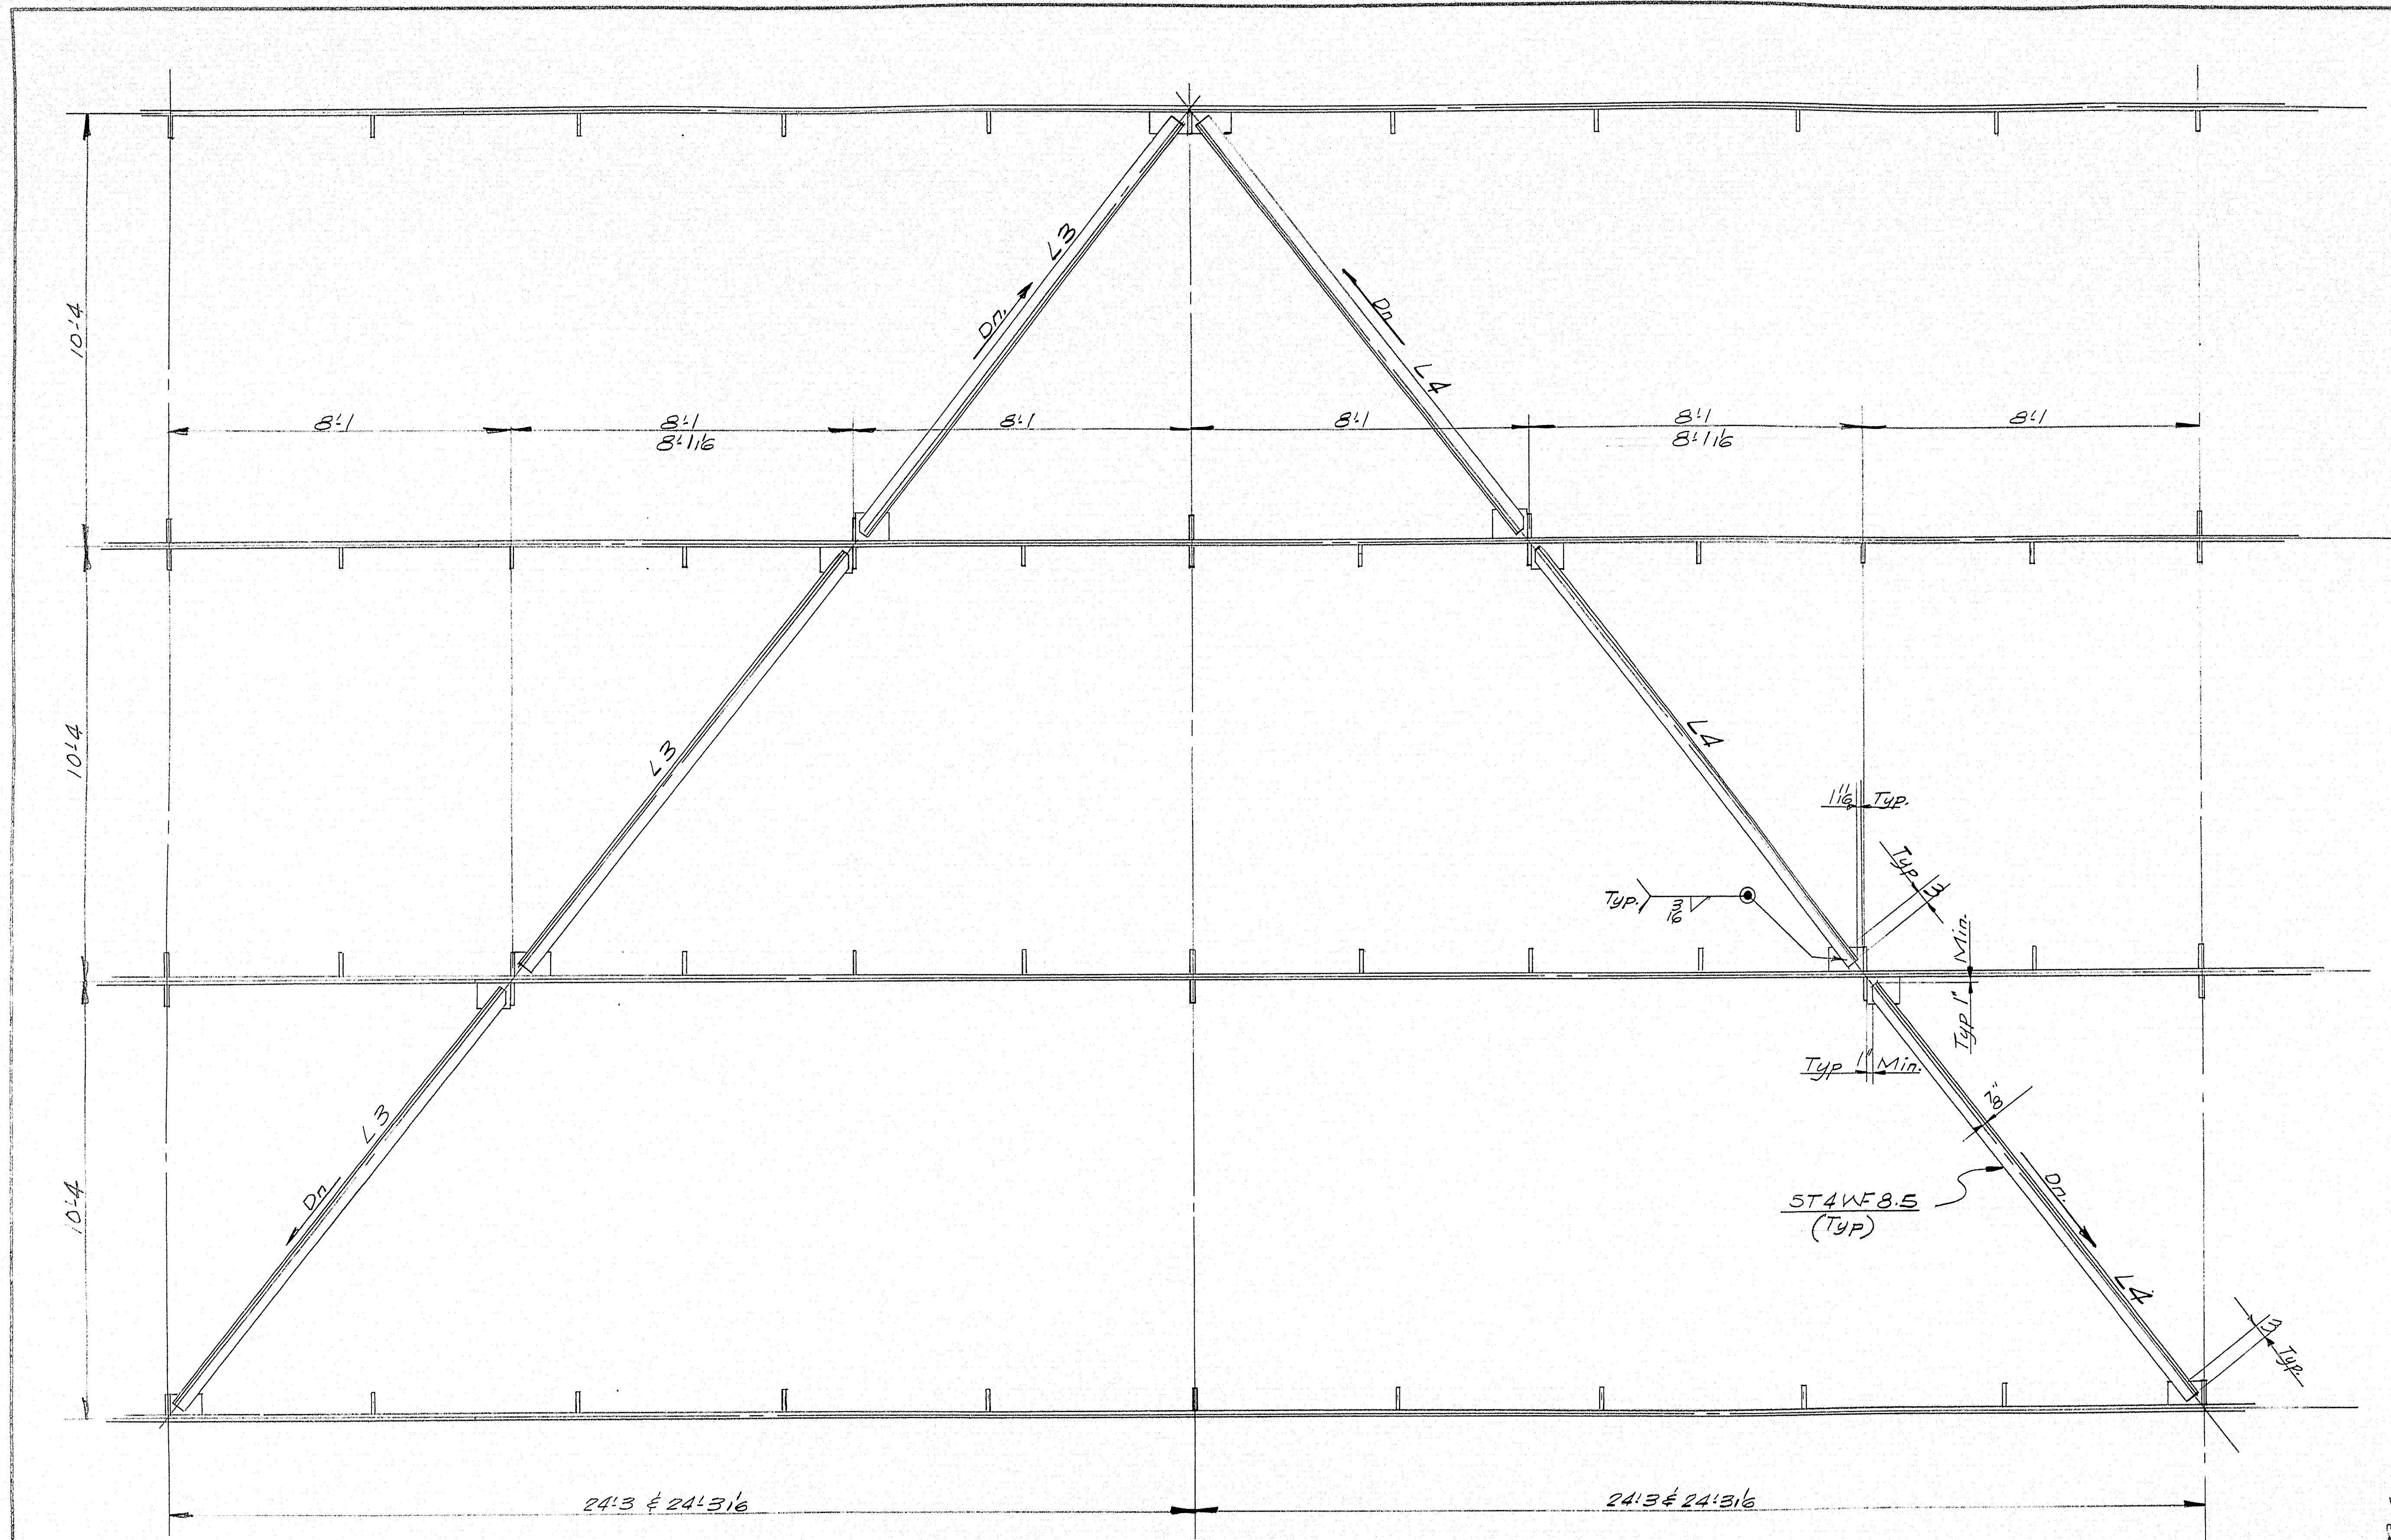 L3
Dn.
Dn
L4
10'-4
8'-1
8'-1
8'-1 1/16
8'-1
8'-1
8'-1
8'-1 1/16
8'-1
L3
L4
10'-4
1 1/16" Typ.
Typ 3"
Typ. 3/16
Typ 1" Min.
Typ 1" Min.
L3
7/8"
Dn
10'-4
ST4WF8.5
(Typ)
Dn.
L4
3"
Typ.
24'-3 & 24'-3 1/16
24'-3 & 24'-3 1/16